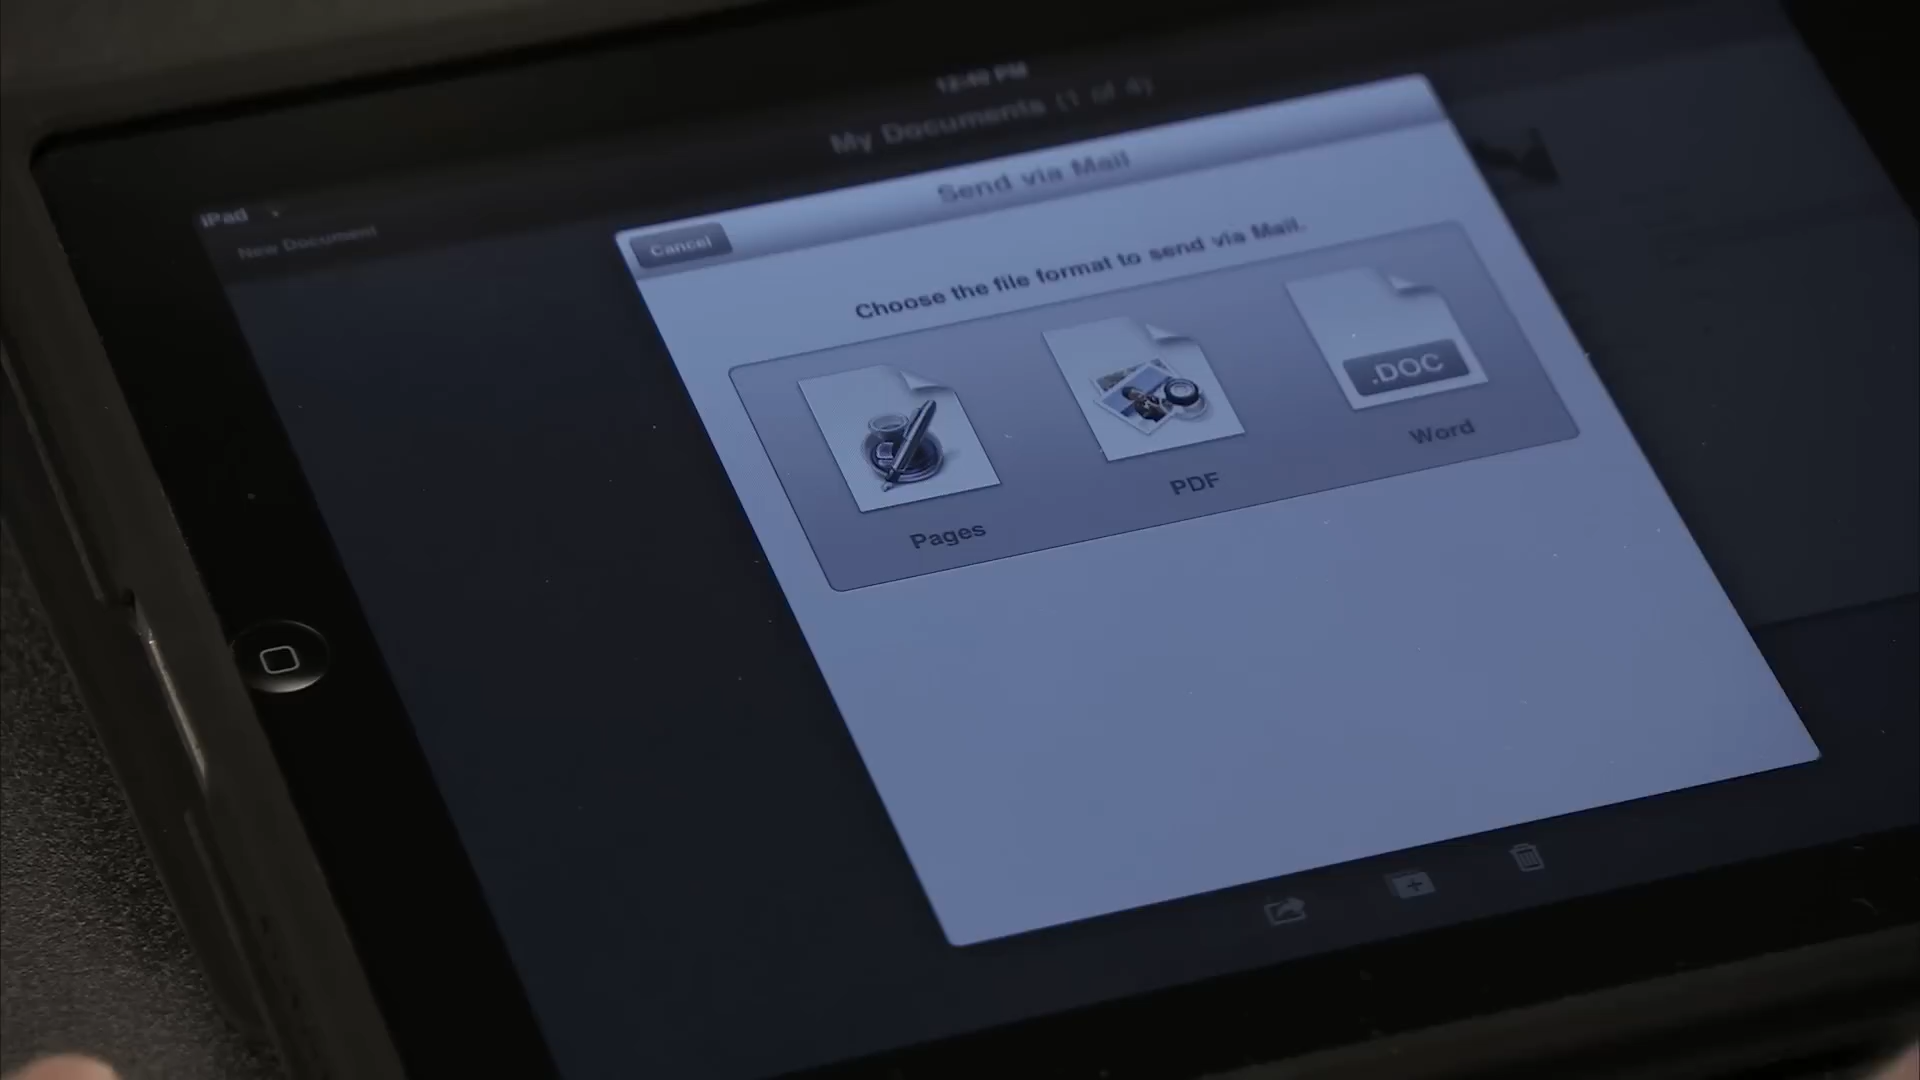 12:40 PM
iPad
My Documents (1 of 4)
New Document
Send via Mail
Cancel
Choose the file format to send via Mail.
.DOC
Pages
PDF
Word